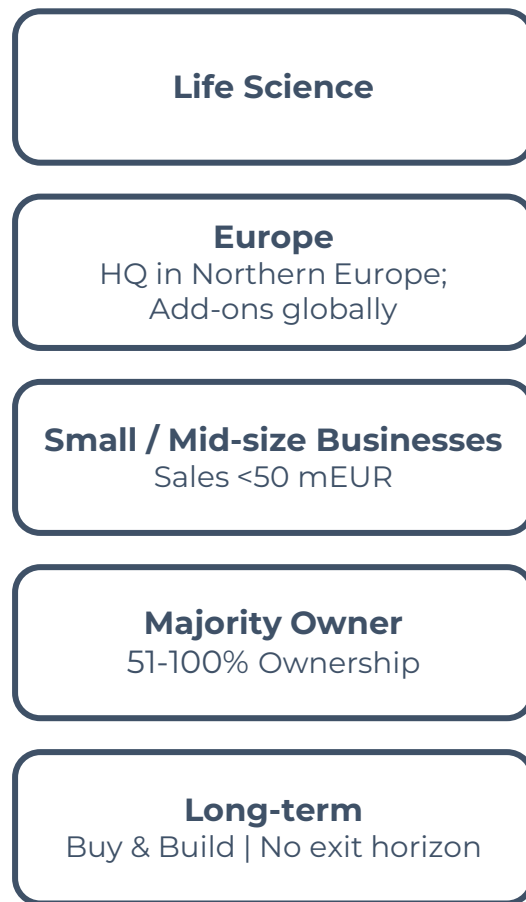 Life Science
Europe
HQ in Northern Europe;
Add-ons globally
Small / Mid-size Businesses
Sales <50 mEUR
Majority Owner
51-100% Ownership
Long-term
Buy & Build | No exit horizon